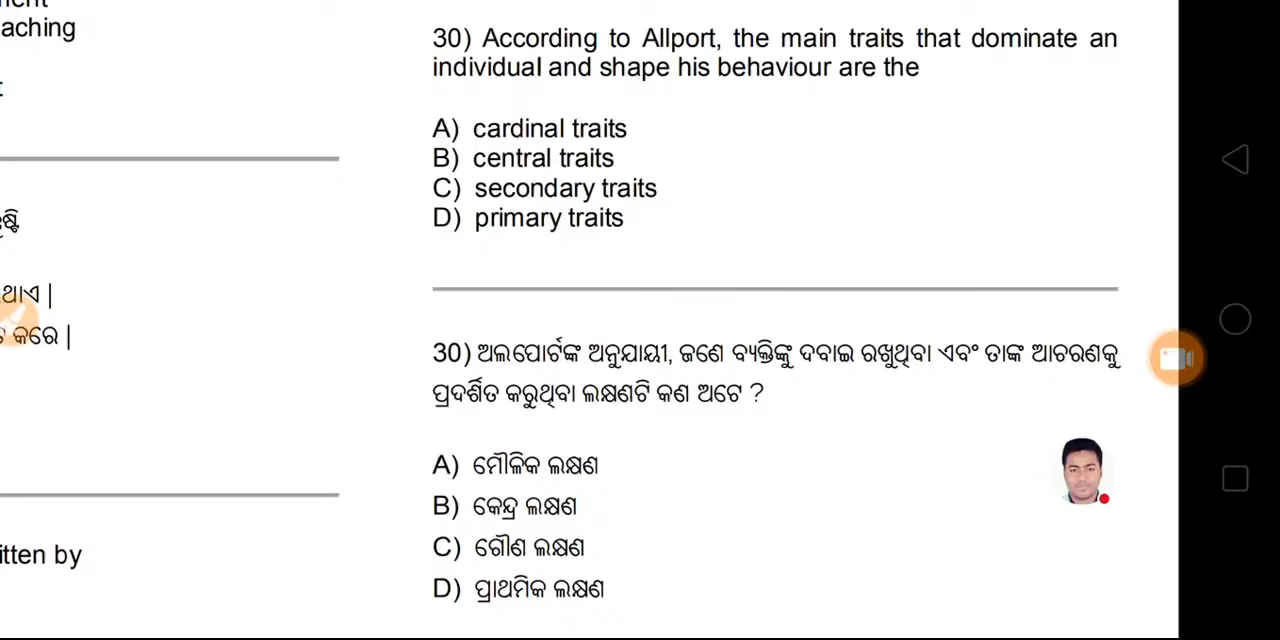 aching
30) According to Allport, the main traits that dominate an
individual and shape his behaviour are the
A) cardinal traits
B) central traits
C) secondary traits
D) primary traits
କରେ |
30) ଅଲପୋର୍ଟଙ୍କ ଅନୁଯାୟୀ, ଜଣେ ବ୍ୟକ୍ତିଙ୍କୁ ଦବାଇ ରଖୁଥିବା ଏବଂ ତାଙ୍କ ଆଚରଣକୁ
ପ୍ରଦର୍ଶିତ କରୁଥିବା ଲକ୍ଷଣଟି କଣ ଅଟେ ?
A) ମୌଳିକ ଲକ୍ଷଣ
B) କେନ୍ଦ୍ର ଲକ୍ଷଣ
C) ଗୌଣ ଲକ୍ଷଣ
D) ପ୍ରାଥମିକ ଲକ୍ଷଣ
itten by